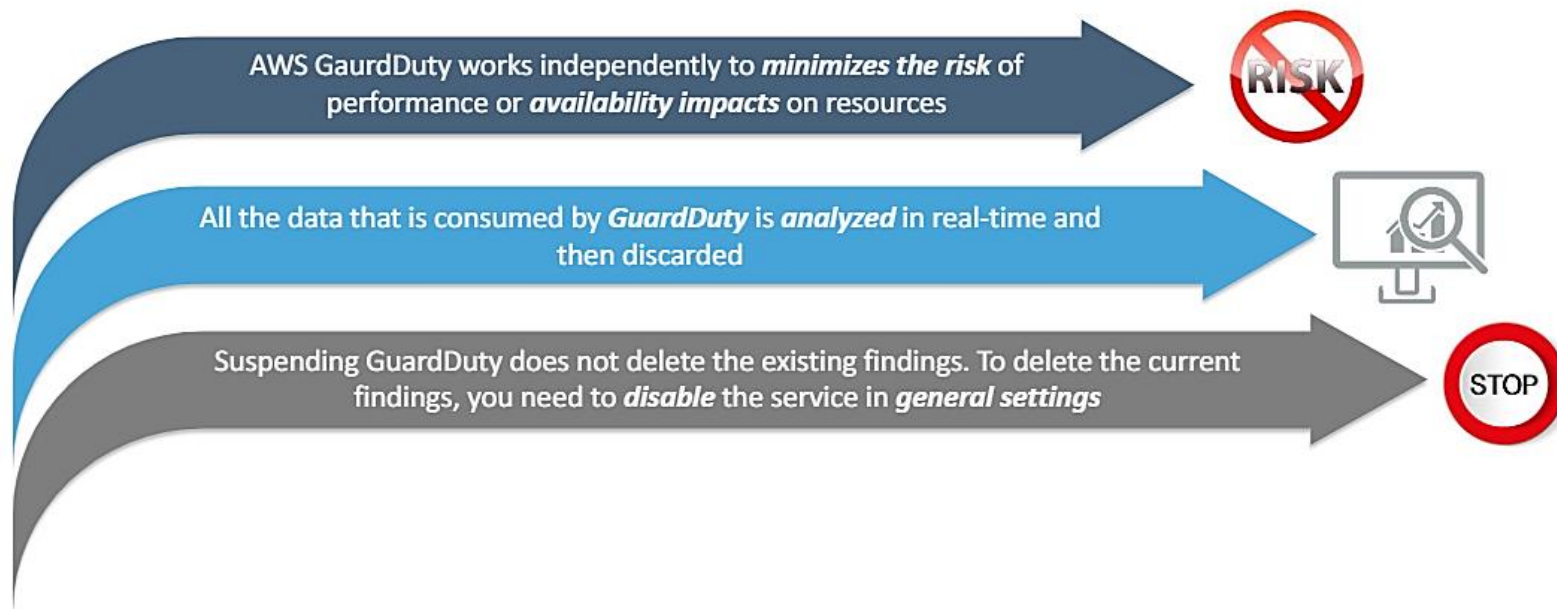 AWS GaurdDuty works independently to minimizes the risk of
performance or availability impacts on resources
RISK
All the data that is consumed by GuardDuty is analyzed in real-time and
then discarded
Suspending GuardDuty does not delete the existing findings. To delete the current
findings, you need to disable the service in general settings
STOP